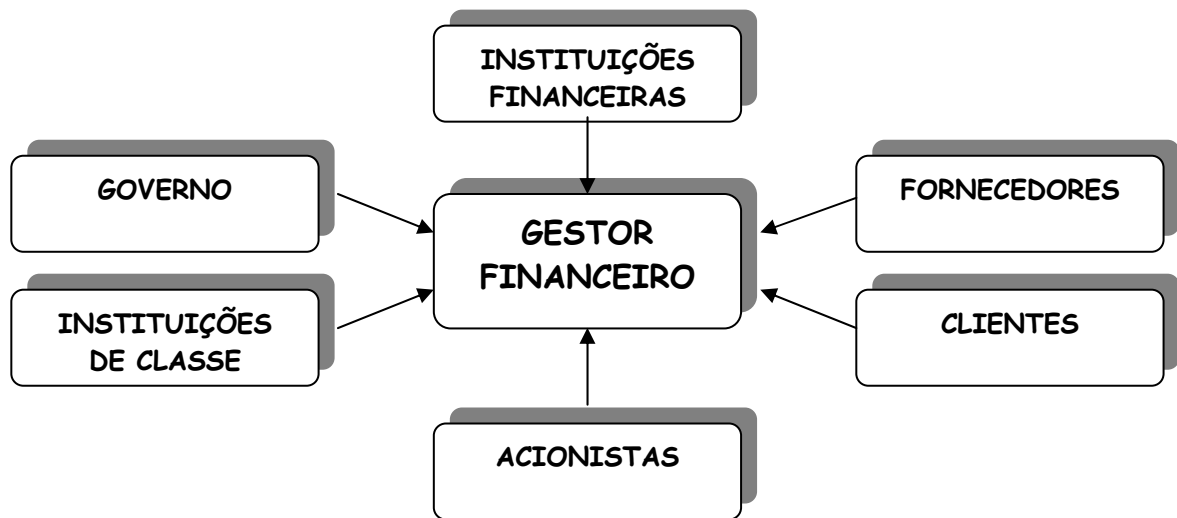 INSTITUIÇÕES
FINANCEIRAS
GOVERNO
FORNECEDORES
GESTOR
FINANCEIRO
INSTITUIÇÕES
DE CLASSE
CLIENTES
ACIONISTAS